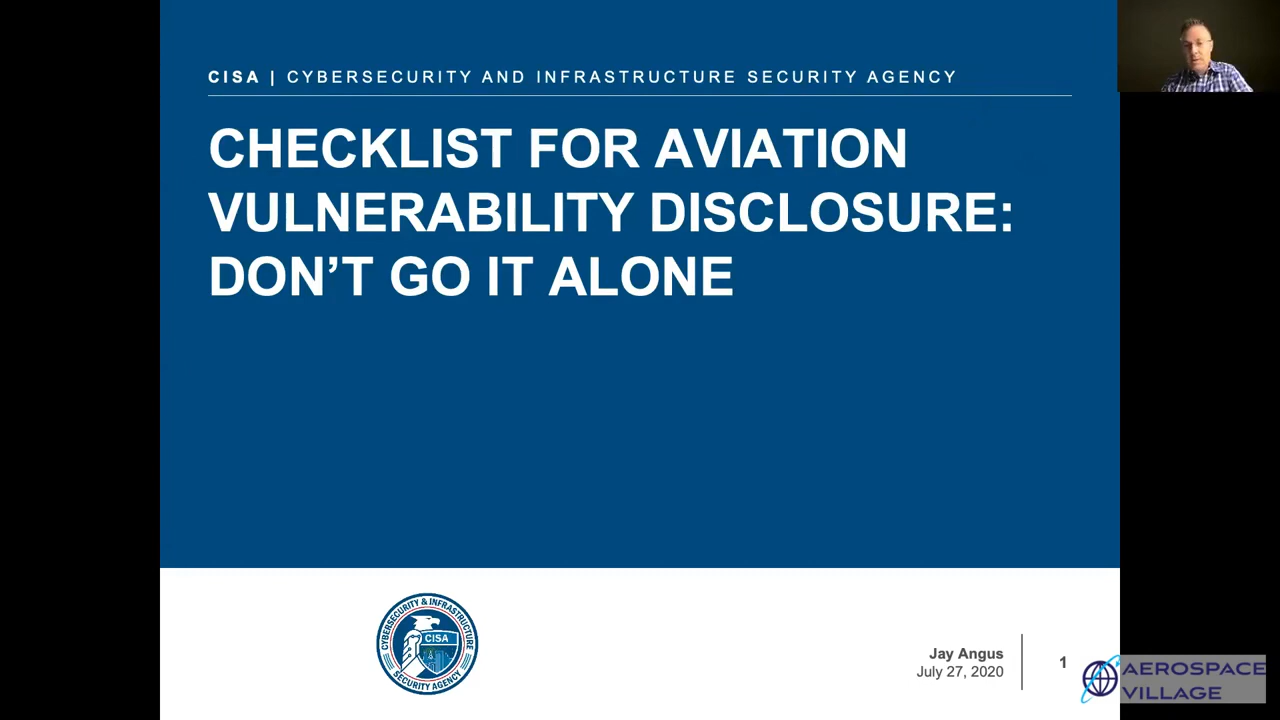 CISA | CYBERSECURITY AND INFRASTRUCTURE SECURITY AGENCY
CHECKLIST FOR AVIATION
VULNERABILITY DISCLOSURE:
DON’T GO IT ALONE
CYBERSECURITY & INFRASTRUCTURE
CISA
SECURITY AGENCY
Jay Angus
July 27, 2020
1
AEROSPACE
VILLAGE